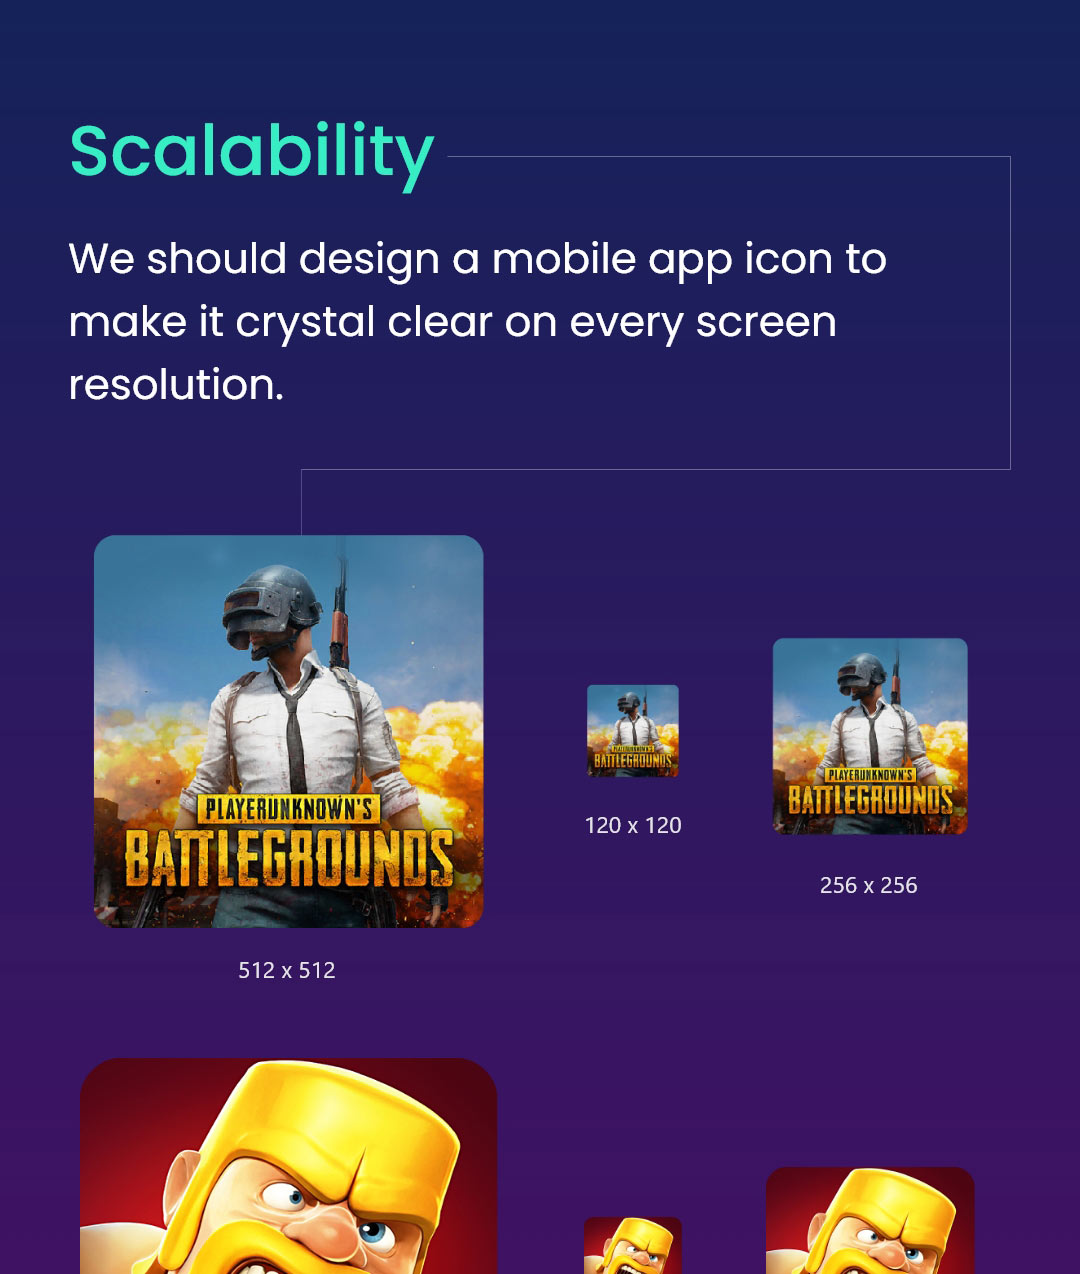 Scalability
We should design a mobile app icon to
make it crystal clear on every screen
resolution.
PLAYERUNKNOWN'S
BATTLEGROUNDS
512 x 512
PLAYERUNKNOWN'S
BATTLEGROUNDS
120 x 120
PLAYERUNKNOWN'S
BATTLEGROUNDS
256 x 256